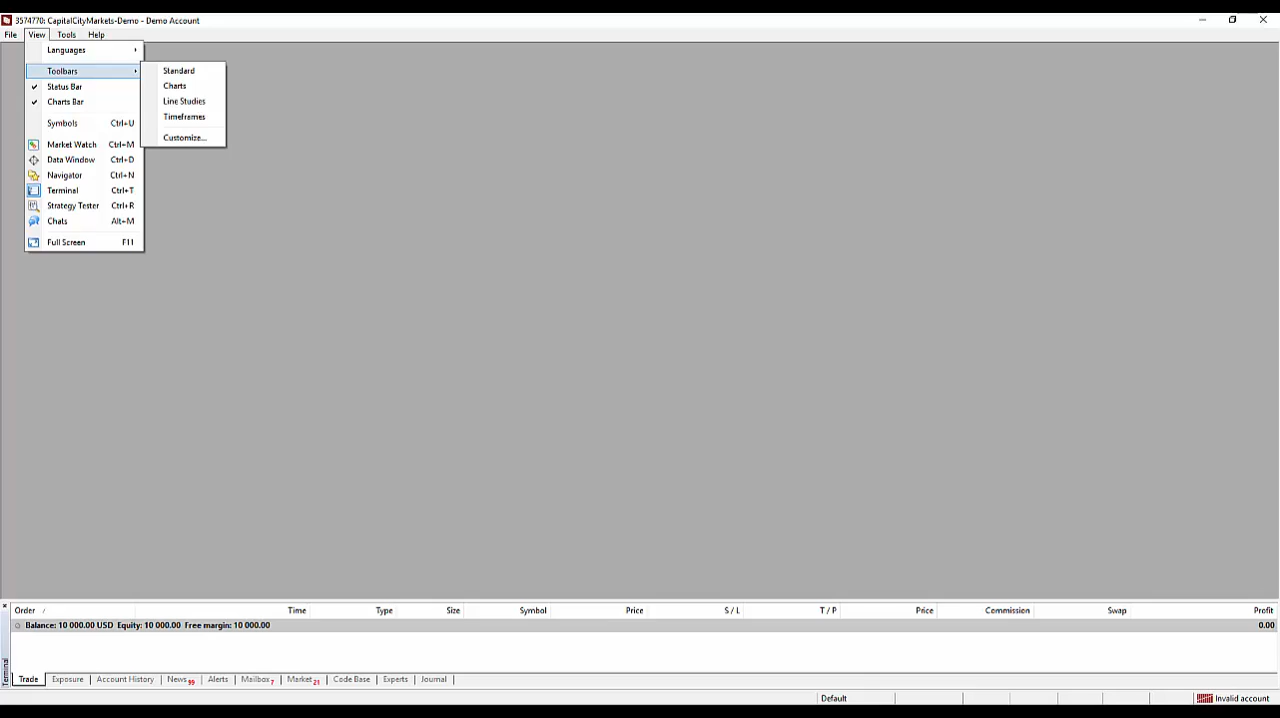 3574770: CapitalCityMarkets-Demo - Demo Account
File View Tools Help
Languages
Toolbars
Status Bar
Charts Bar
Symbols Ctrl+U
Market Watch Ctrl+M
Data Window Ctrl+D
Navigator Ctrl+N
Terminal Ctrl+T
Strategy Tester Ctrl+R
Chats Alt+M
Full Screen F11
Standard
Charts
Line Studies
Timeframes
Customize...
Order / Time Type Size Symbol Price S / L T / P Price Commission Swap Profit
Balance: 10 000.00 USD Equity: 10 000.00 Free margin: 10 000.00 0.00
Terminal
Trade | Exposure | Account History | News 99 | Alerts | Mailbox 7 | Market 21 | Code Base | Experts | Journal |
Default Invalid account